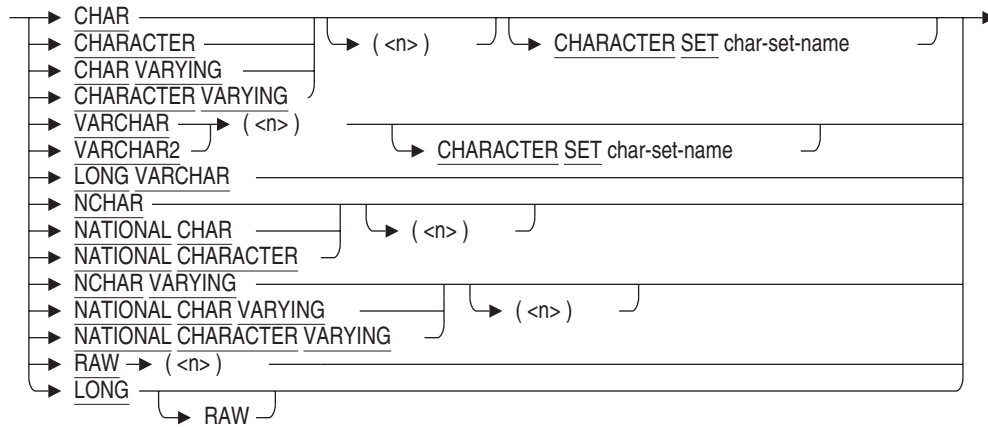 CHAR ( <n> ) CHARACTER SET char-set-name
CHARACTER
CHAR VARYING
CHARACTER VARYING
VARCHAR ( <n> )
VARCHAR2 CHARACTER SET char-set-name
LONG VARCHAR
NCHAR
NATIONAL CHAR ( <n> )
NATIONAL CHARACTER
NCHAR VARYING
NATIONAL CHAR VARYING ( <n> )
NATIONAL CHARACTER VARYING
RAW ( <n> )
LONG
RAW